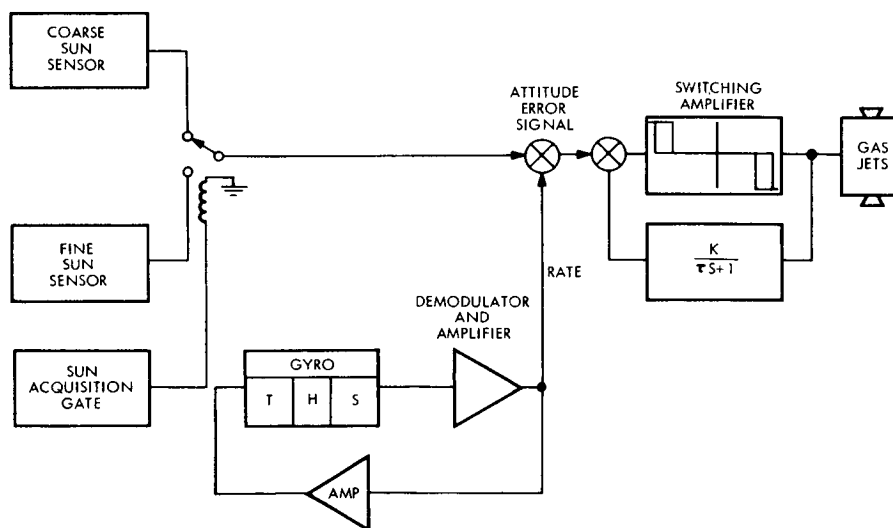 COARSE
SUN
SENSOR
FINE
SUN
SENSOR
SUN
ACQUISITION
GATE
GYRO
T H S
AMP
DEMODULATOR
AND
AMPLIFIER
RATE
ATTITUDE
ERROR
SIGNAL
SWITCHING
AMPLIFIER
K
τS+1
GAS
JETS